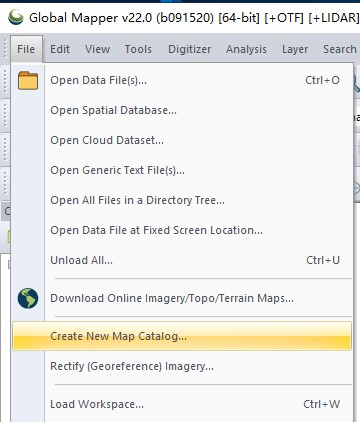 Global Mapper v22.0 (b091520) [64-bit] [+OTF] [+LIDAR]
File Edit View Tools Digitizer Analysis Layer Search
Open Data File(s)... Ctrl+O
Open Spatial Database...
Open Cloud Dataset...
Open Generic Text File(s)...
Open All Files in a Directory Tree...
Open Data File at Fixed Screen Location...
Unload All... Ctrl+U
Download Online Imagery/Topo/Terrain Maps...
Create New Map Catalog...
Rectify (Georeference) Imagery...
Load Workspace... Ctrl+W